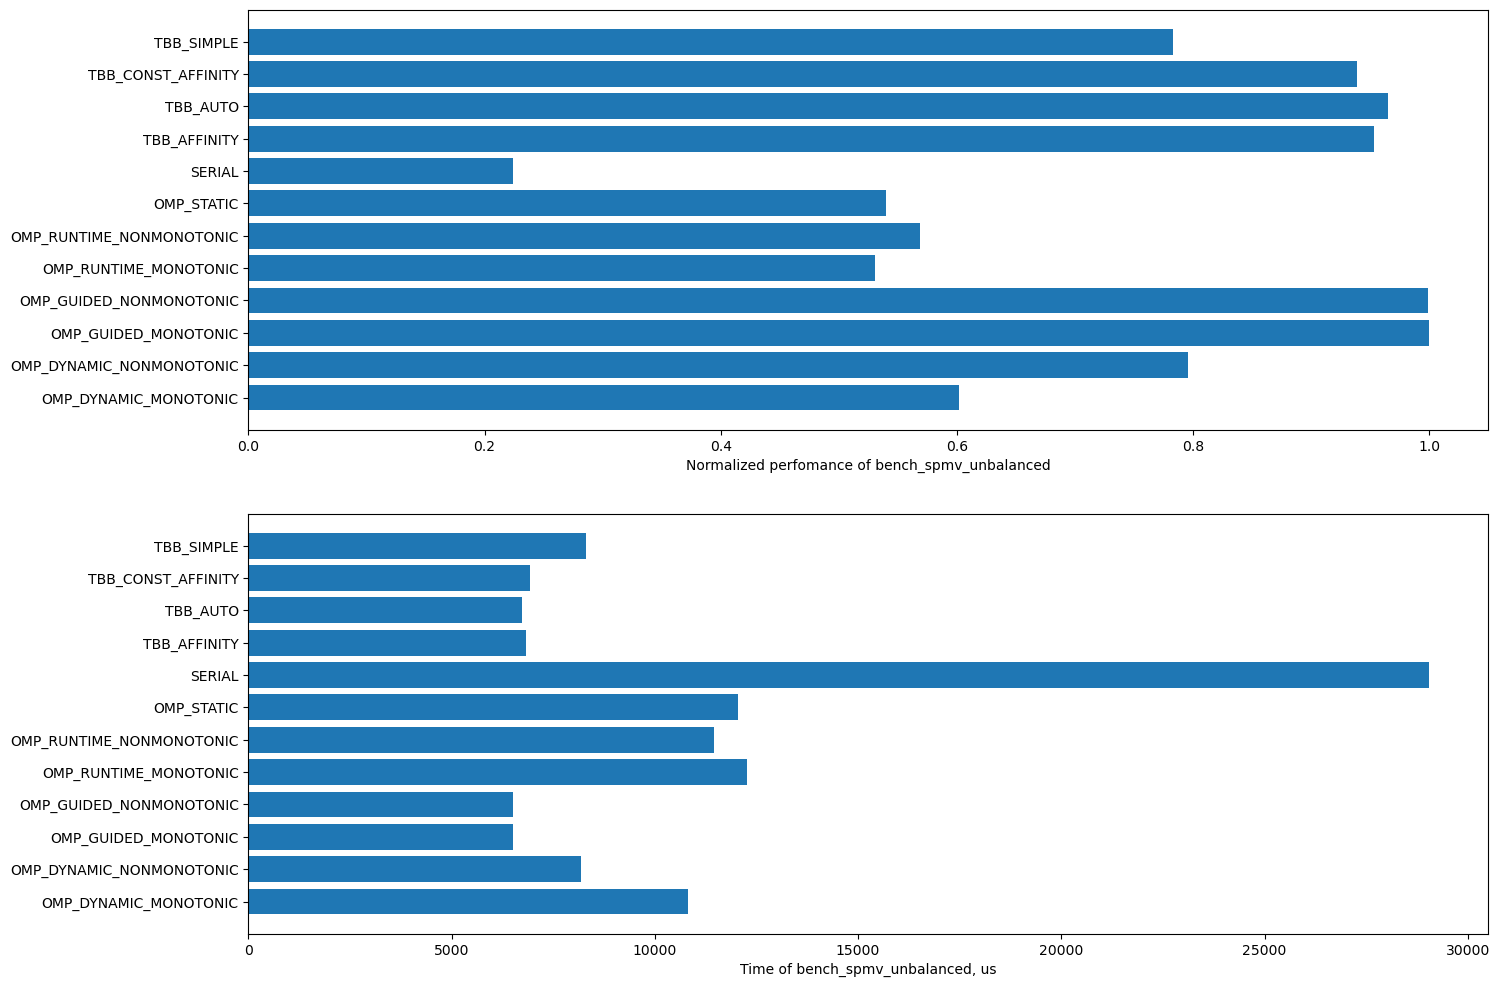 TBB_SIMPLE
TBB_CONST_AFFINITY
TBB_AUTO
TBB_AFFINITY
SERIAL
OMP_STATIC
OMP_RUNTIME_NONMONOTONIC
OMP_RUNTIME_MONOTONIC
OMP_GUIDED_NONMONOTONIC
OMP_GUIDED_MONOTONIC
OMP_DYNAMIC_NONMONOTONIC
OMP_DYNAMIC_MONOTONIC
0.0 0.2 0.4 0.6 0.8 1.0
Normalized perfomance of bench_spmv_unbalanced
TBB_SIMPLE
TBB_CONST_AFFINITY
TBB_AUTO
TBB_AFFINITY
SERIAL
OMP_STATIC
OMP_RUNTIME_NONMONOTONIC
OMP_RUNTIME_MONOTONIC
OMP_GUIDED_NONMONOTONIC
OMP_GUIDED_MONOTONIC
OMP_DYNAMIC_NONMONOTONIC
OMP_DYNAMIC_MONOTONIC
0 5000 10000 15000 20000 25000 30000
Time of bench_spmv_unbalanced, us